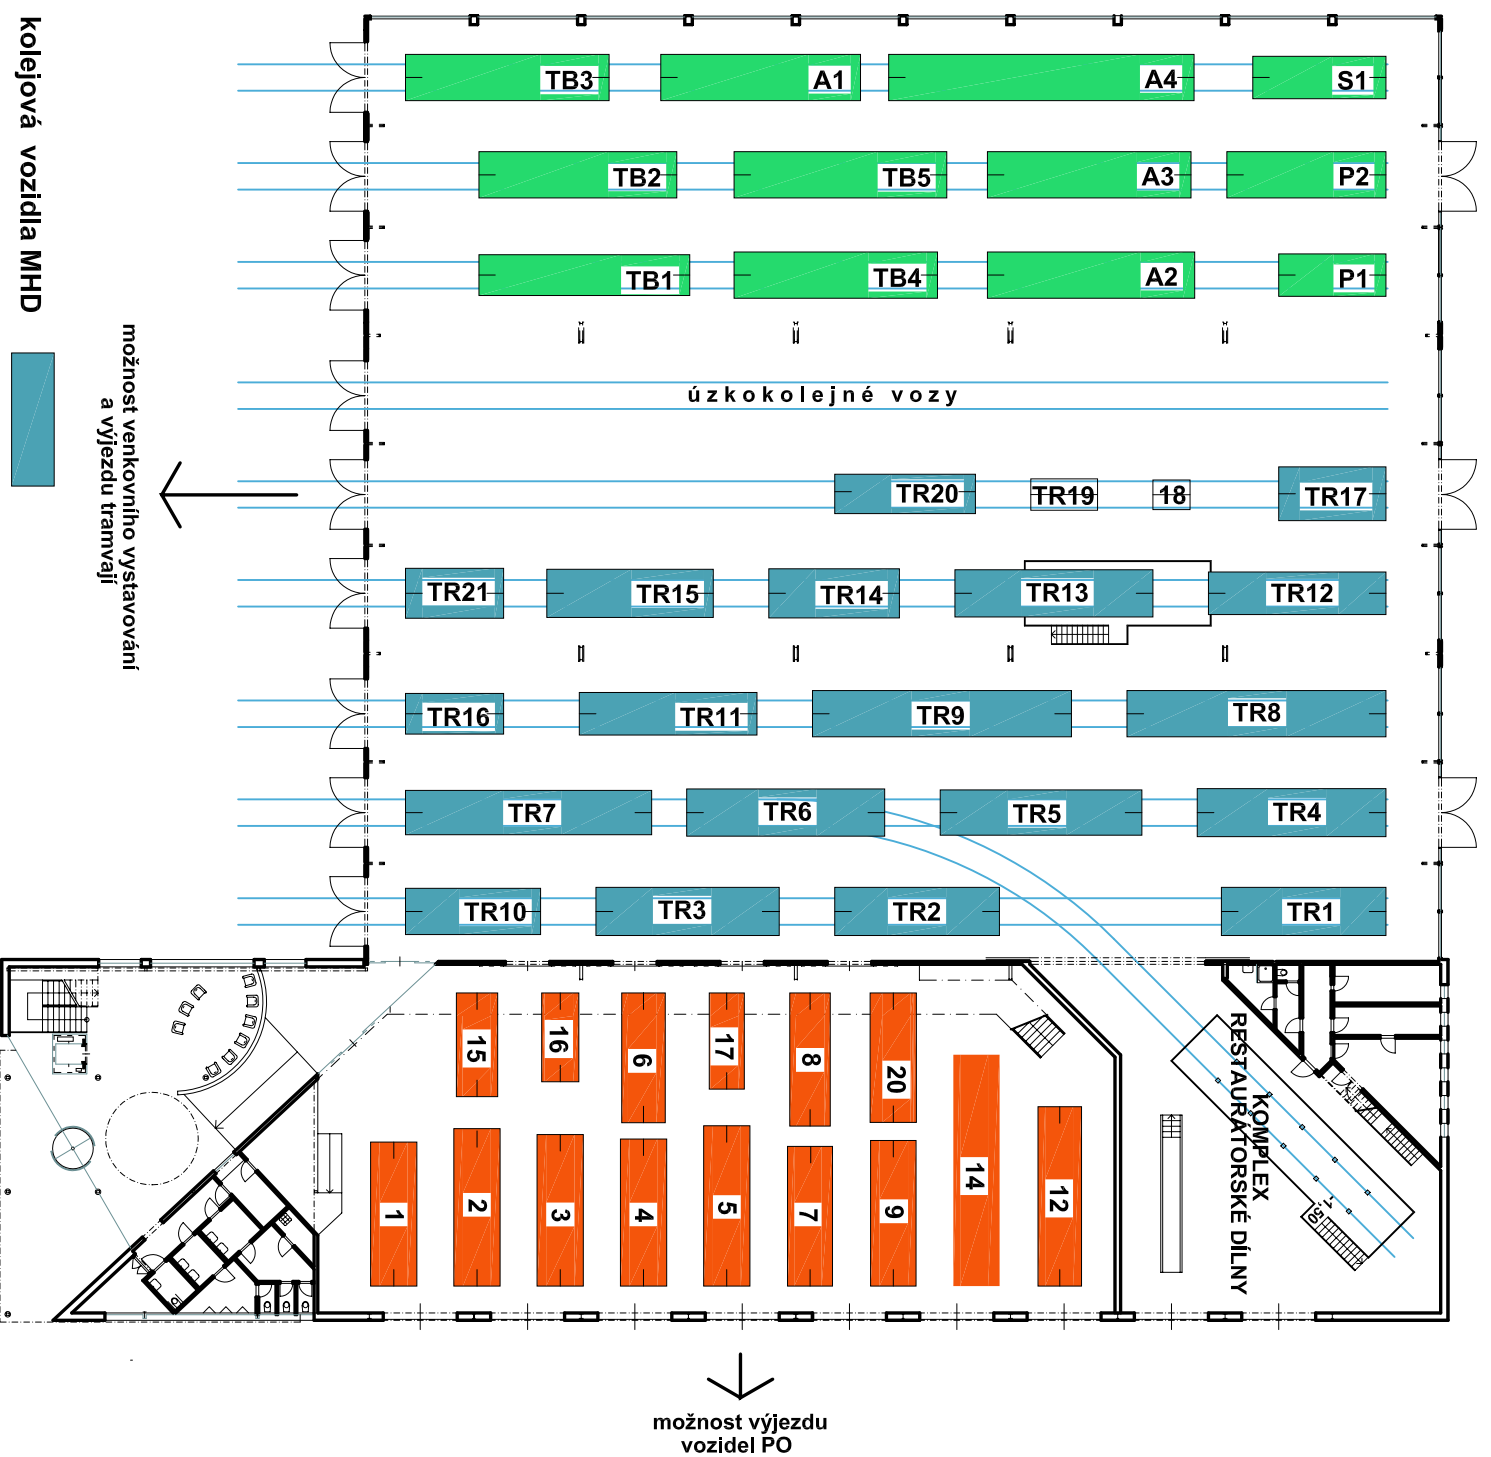 kolejová vozidla MHD
možnost venkovního vystavování
a výjezdu tramvají
TB3 A1 A4 S1
TB2 TB5 A3 P2
TB1 TB4 A2 P1
úzkokolejné vozy
TR20 TR19 18 TR17
TR21 TR15 TR14 TR13 TR12
TR16 TR11 TR9 TR8
TR7 TR6 TR5 TR4
TR10 TR3 TR2 TR1
15 16 6 17 8 20
1 2 3 4 5 7 9 14 12
KOMPLEX
RESTAURÁTORSKÉ DÍLNY
-1,50
možnost výjezdu
vozidel PO